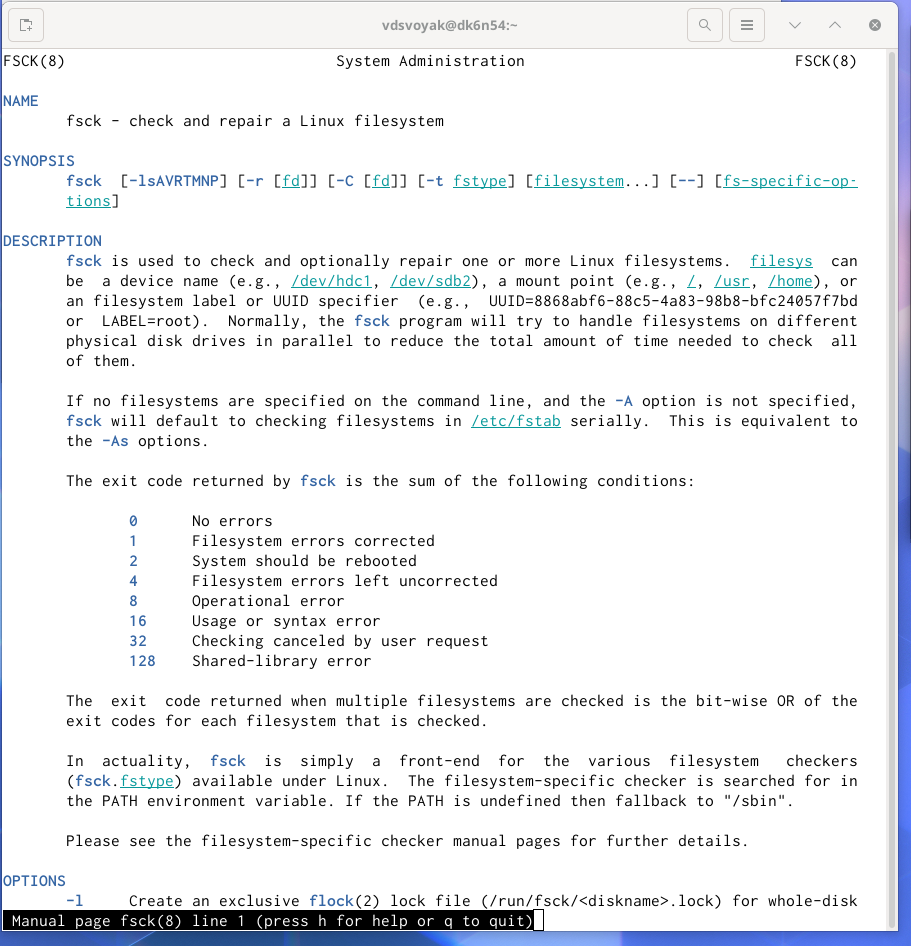 vdsvoyak@dk6n54:~
FSCK(8)                              System Administration                              FSCK(8)
NAME
fsck - check and repair a Linux filesystem
SYNOPSIS
fsck  [-lsAVRTMNP] [-r [fd]] [-C [fd]] [-t fstype] [filesystem...] [--] [fs-specific-op-
tions]
DESCRIPTION
fsck is used to check and optionally repair one or more Linux filesystems.  filesys  can
be  a device name (e.g., /dev/hdc1, /dev/sdb2), a mount point (e.g., /, /usr, /home), or
an filesystem label or UUID specifier  (e.g.,  UUID=8868abf6-88c5-4a83-98b8-bfc24057f7bd
or  LABEL=root).  Normally, the fsck program will try to handle filesystems on different
physical disk drives in parallel to reduce the total amount of time needed to check  all
of them.
If no filesystems are specified on the command line, and the -A option is not specified,
fsck will default to checking filesystems in /etc/fstab serially.  This is equivalent to
the -As options.
The exit code returned by fsck is the sum of the following conditions:
0      No errors
1      Filesystem errors corrected
2      System should be rebooted
4      Filesystem errors left uncorrected
8      Operational error
16     Usage or syntax error
32     Checking canceled by user request
128    Shared-library error
The  exit  code returned when multiple filesystems are checked is the bit-wise OR of the
exit codes for each filesystem that is checked.
In  actuality,  fsck  is  simply  a  front-end  for  the  various  filesystem   checkers
(fsck.fstype) available under Linux.  The filesystem-specific checker is searched for in
the PATH environment variable. If the PATH is undefined then fallback to "/sbin".
Please see the filesystem-specific checker manual pages for further details.
OPTIONS
-l     Create an exclusive flock(2) lock file (/run/fsck/<diskname>.lock) for whole-disk
Manual page fsck(8) line 1 (press h for help or q to quit)